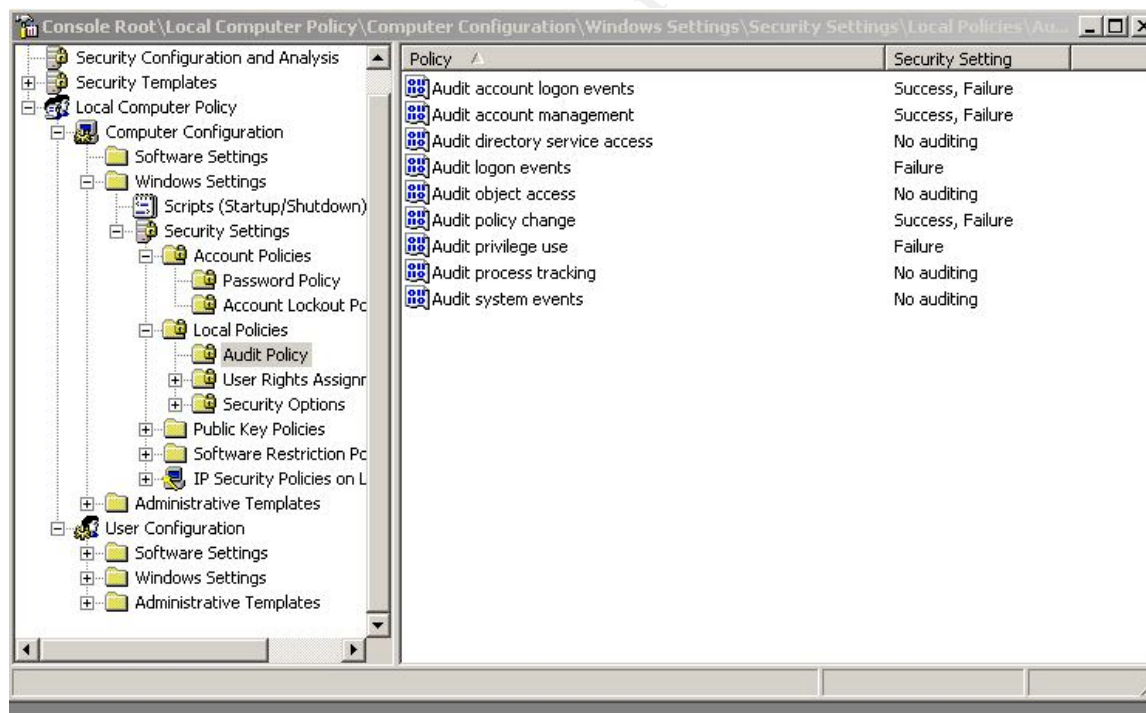 Console Root\Local Computer Policy\Computer Configuration\Windows Settings\Security Settings\Local Policies\Au...
Security Configuration and Analysis
Security Templates
Local Computer Policy
Computer Configuration
Software Settings
Windows Settings
Scripts (Startup/Shutdown)
Security Settings
Account Policies
Password Policy
Account Lockout Pc
Local Policies
Audit Policy
User Rights Assignr
Security Options
Public Key Policies
Software Restriction Pc
IP Security Policies on L
Administrative Templates
User Configuration
Software Settings
Windows Settings
Administrative Templates
Policy Security Setting
Audit account logon events Success, Failure
Audit account management Success, Failure
Audit directory service access No auditing
Audit logon events Failure
Audit object access No auditing
Audit policy change Success, Failure
Audit privilege use Failure
Audit process tracking No auditing
Audit system events No auditing